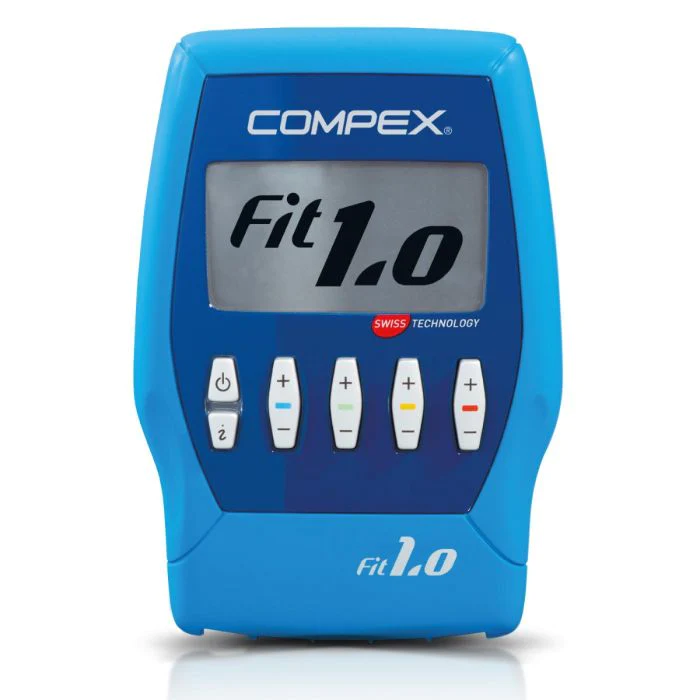 COMPEX®
Fit 1.0
SWISS TECHNOLOGY
+ + + +
i − − − −
Fit 1.0